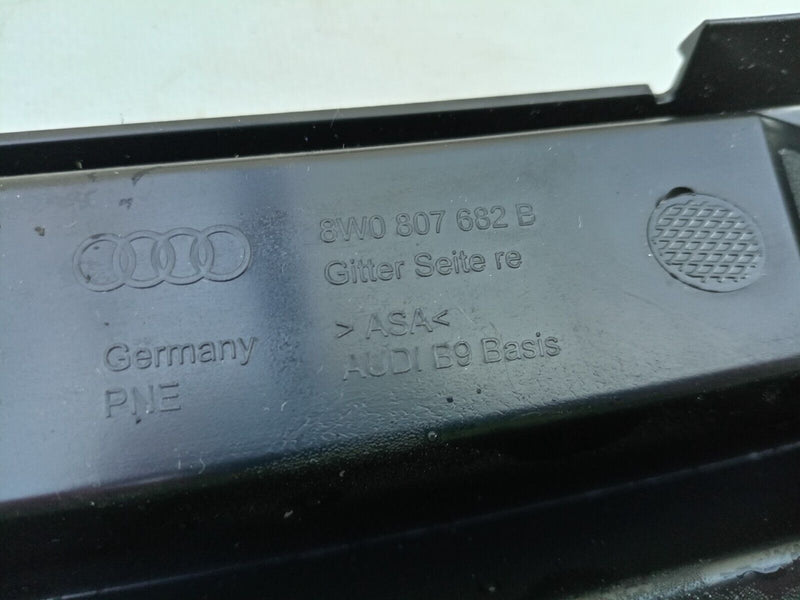 8W0 807 682 B
Gitter Seite re
> ASA<
AUDI B9 Basis
Germany
PNE